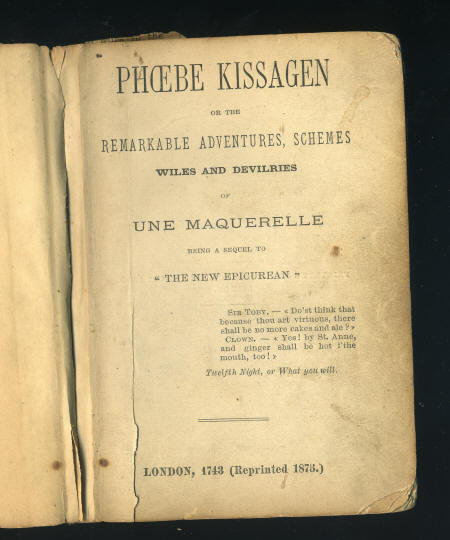 PHŒBE KISSAGEN
OR THE
REMARKABLE ADVENTURES, SCHEMES
WILES AND DEVILRIES
OF
UNE MAQUERELLE
BEING A SEQUEL TO
« THE NEW EPICUREAN »
SIR TOBY. — « Do'st think that
because thou art virtuous, there
shall be no more cakes and ale ? »
CLOWN. — « Yes! by St. Anne,
and ginger shall be hot i'the
mouth, too! »
Twelfth Night, or What you will.
LONDON, 1743 (Reprinted 1875.)